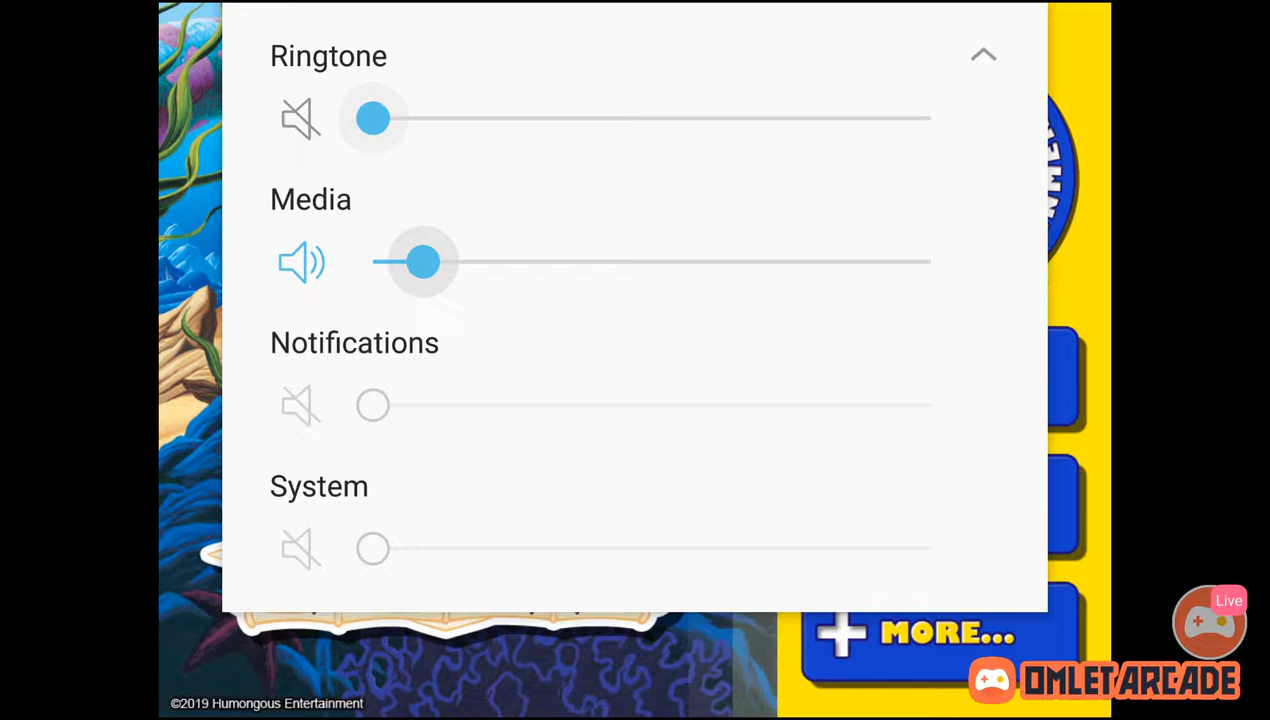 Ringtone
Media
Notifications
System
MORE...
Live
OMLET ARCADE
©2019 Humongous Entertainment